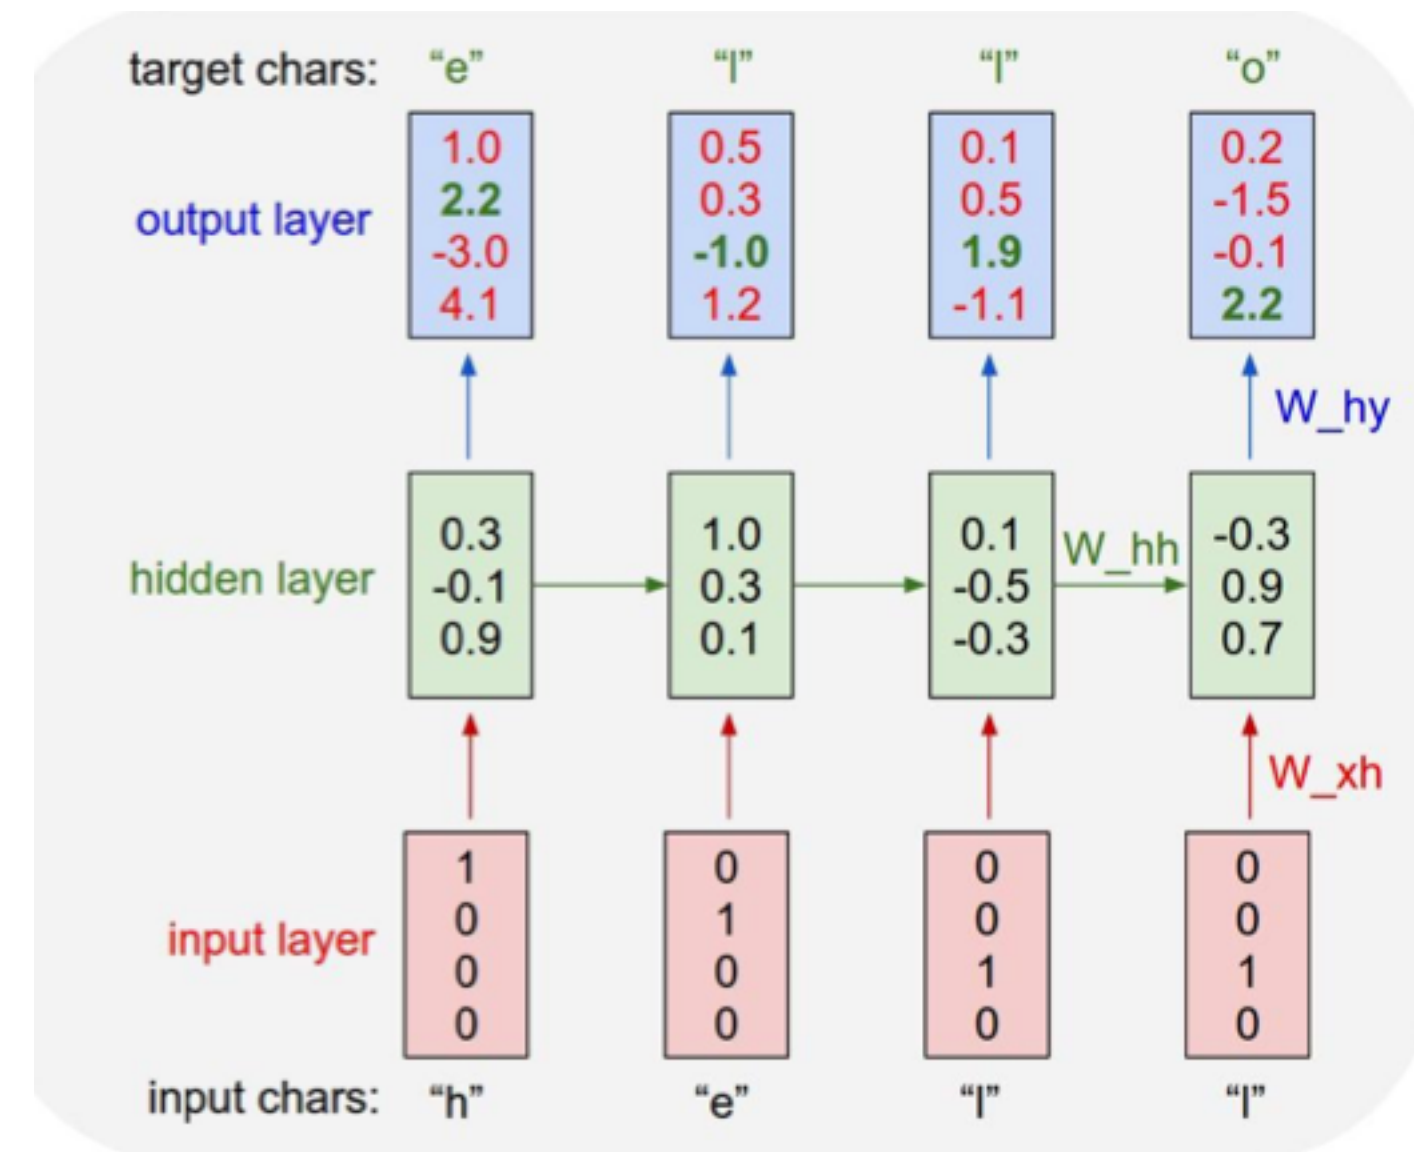 target chars: “e” “l” “l” “o”
output layer
1.0 0.5 0.1 0.2
2.2 0.3 0.5 -1.5
-3.0 -1.0 1.9 -0.1
4.1 1.2 -1.1 2.2
W_hy
hidden layer
0.3 1.0 0.1 -0.3
-0.1 0.3 -0.5 0.9
0.9 0.1 -0.3 0.7
W_hh
W_xh
input layer
1 0 0 0
0 1 0 0
0 0 1 1
0 0 0 0
input chars: “h” “e” “l” “l”